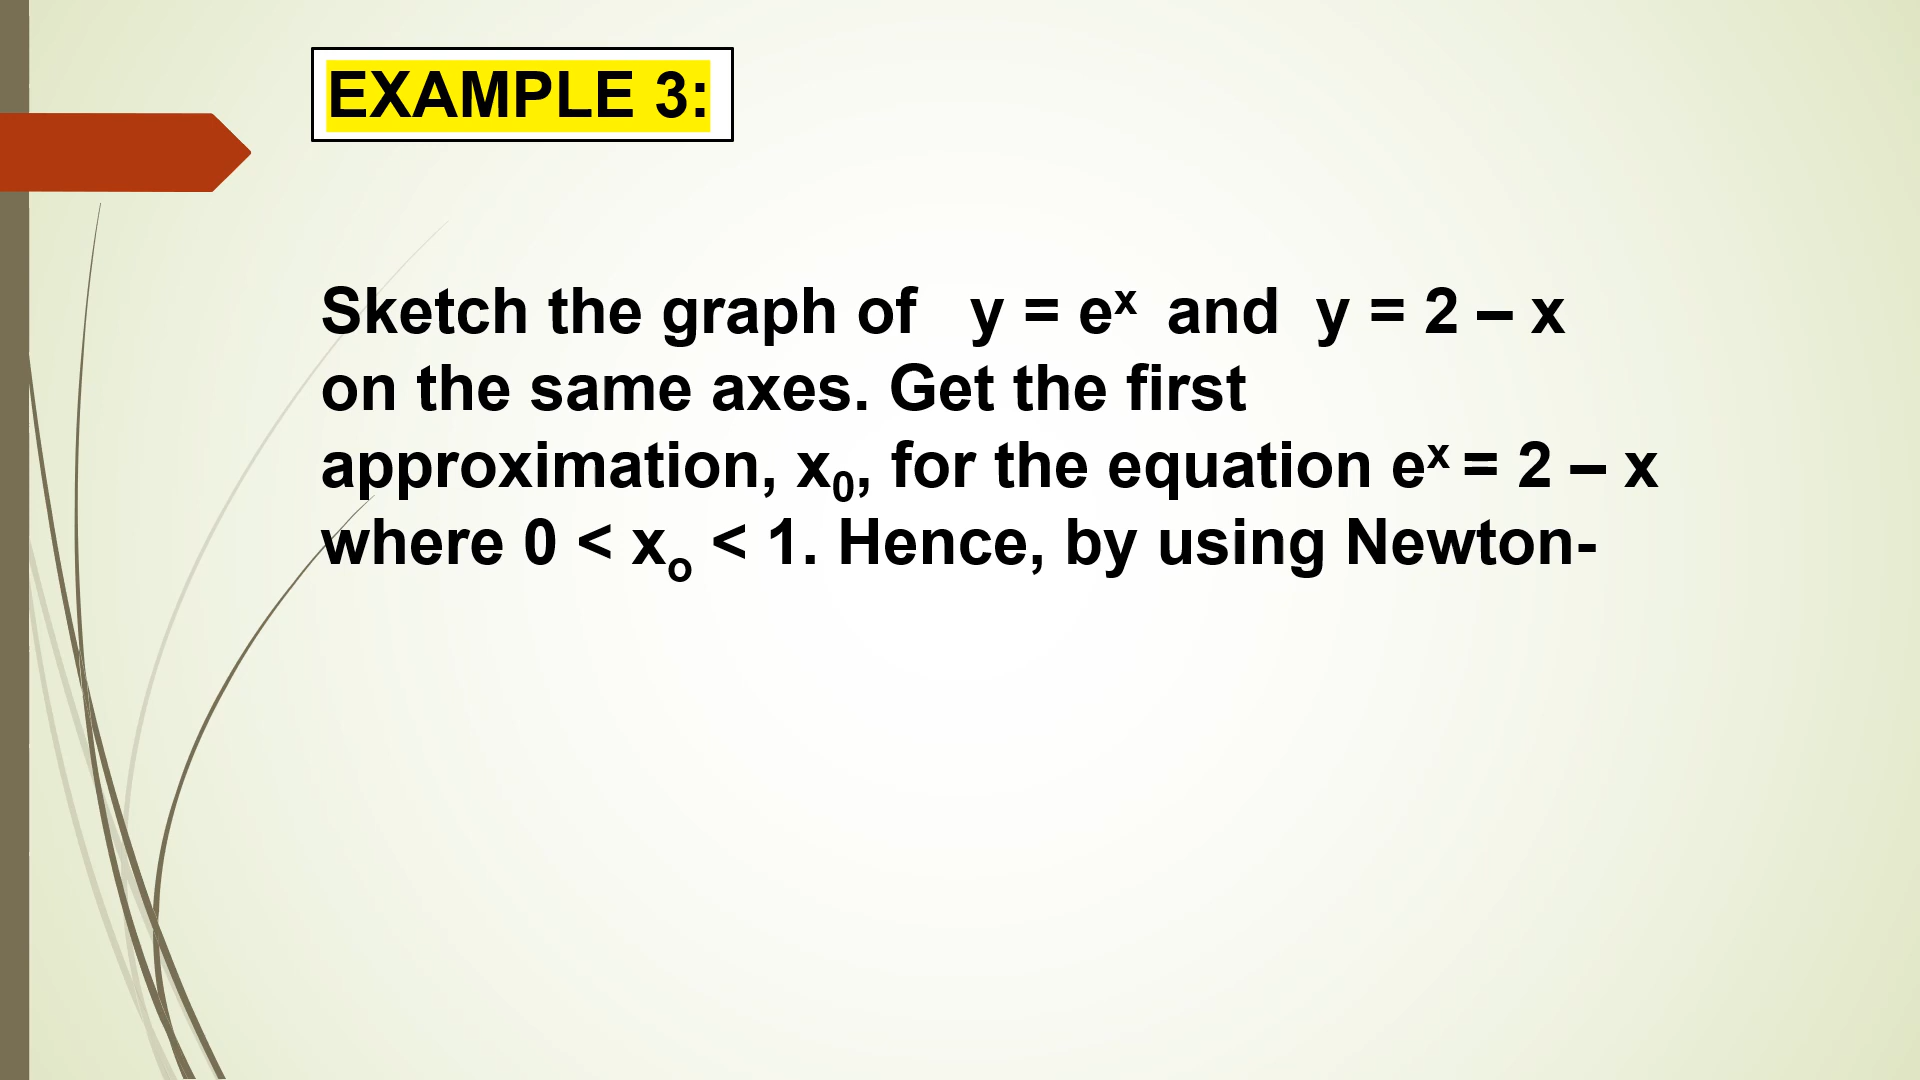 EXAMPLE 3:
Sketch the graph of y = eˣ and y = 2 – x
on the same axes. Get the first
approximation, x₀, for the equation eˣ = 2 – x
where 0 < xₒ < 1. Hence, by using Newton-